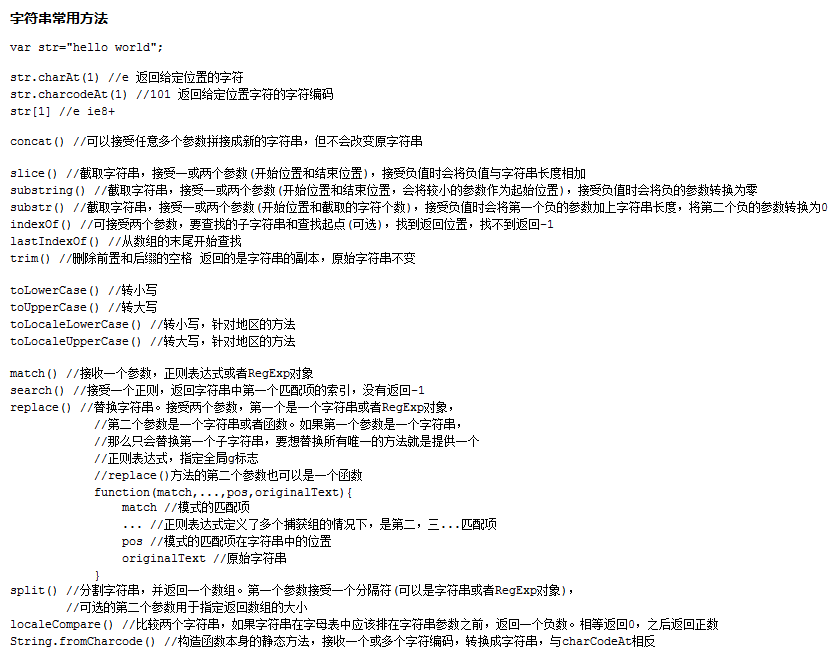 字符串常用方法
var str="hello world";
str.charAt(1) //e 返回给定位置的字符
str.charcodeAt(1) //101 返回给定位置字符的字符编码
str[1] //e ie8+
concat() //可以接受任意多个参数拼接成新的字符串，但不会改变原字符串
slice() //截取字符串，接受一或两个参数(开始位置和结束位置)，接受负值时会将负值与字符串长度相加
substring() //截取字符串，接受一或两个参数(开始位置和结束位置，会将较小的参数作为起始位置)，接受负值时会将负的参数转换为零
substr() //截取字符串，接受一或两个参数(开始位置和截取的字符个数)，接受负值时会将第一个负的参数加上字符串长度，将第二个负的参数转换为0
indexOf() //可接受两个参数，要查找的子字符串和查找起点(可选)，找到返回位置，找不到返回-1
lastIndexOf() //从数组的末尾开始查找
trim() //删除前置和后缀的空格 返回的是字符串的副本，原始字符串不变
toLowerCase() //转小写
toUpperCase() //转大写
toLocaleLowerCase() //转小写，针对地区的方法
toLocaleUpperCase() //转大写，针对地区的方法
match() //接收一个参数，正则表达式或者RegExp对象
search() //接受一个正则，返回字符串中第一个匹配项的索引，没有返回-1
replace() //替换字符串。接受两个参数，第一个是一个字符串或者RegExp对象，
//第二个参数是一个字符串或者函数。如果第一个参数是一个字符串，
//那么只会替换第一个子字符串，要想替换所有唯一的方法就是提供一个
//正则表达式，指定全局g标志
//replace()方法的第二个参数也可以是一个函数
function(match,...,pos,originalText){
match //模式的匹配项
... //正则表达式定义了多个捕获组的情况下，是第二，三...匹配项
pos //模式的匹配项在字符串中的位置
originalText //原始字符串
}
split() //分割字符串，并返回一个数组。第一个参数接受一个分隔符(可以是字符串或者RegExp对象)，
//可选的第二个参数用于指定返回数组的大小
localeCompare() //比较两个字符串，如果字符串在字母表中应该排在字符串参数之前，返回一个负数。相等返回0，之后返回正数
String.fromCharcode() //构造函数本身的静态方法，接收一个或多个字符编码，转换成字符串，与charCodeAt相反